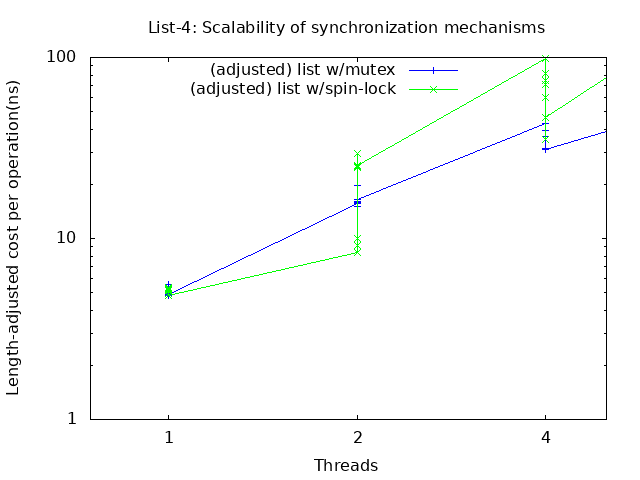 List-4: Scalability of synchronization mechanisms
100
(adjusted) list w/mutex
(adjusted) list w/spin-lock
Length-adjusted cost per operation(ns)
10
1
1
2
4
Threads